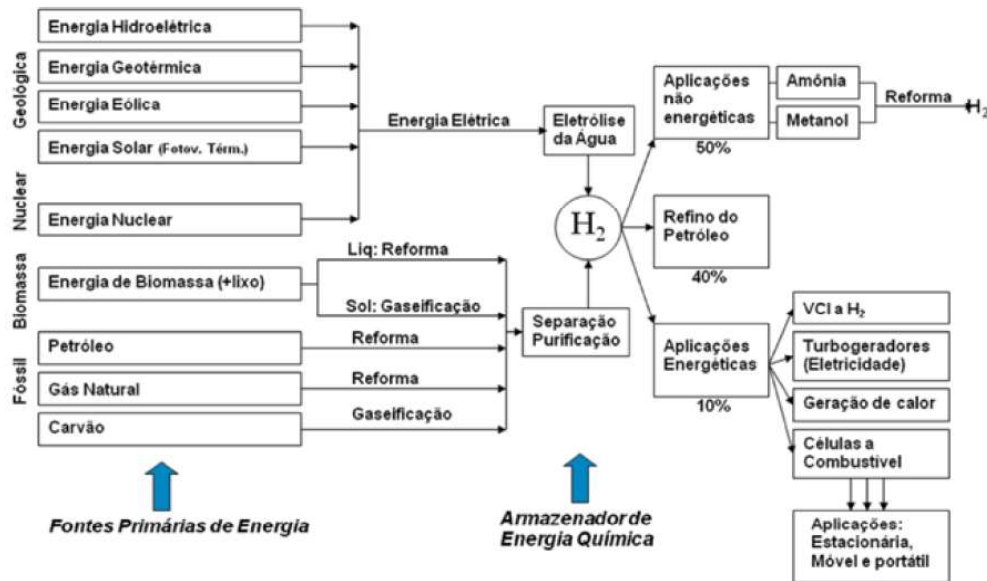 Geológica
Energia Hidroelétrica
Energia Geotérmica
Energia Eólica
Energia Solar (Fotov. Térm.)
Nuclear
Energia Nuclear
Biomassa
Energia de Biomassa (+lixo)
Fóssil
Petróleo
Gás Natural
Carvão
Energia Elétrica
Liq: Reforma
Sol: Gaseificação
Reforma
Reforma
Gaseificação
Eletrólise
da Água
H2
Separação
Purificação
Aplicações
não
energéticas
50%
Amônia
Metanol
Reforma
H2
Refino do
Petróleo
40%
Aplicações
Energéticas
10%
VCI a H2
Turbogeradores
(Eletricidade)
Geração de calor
Células a
Combustível
Aplicações:
Estacionária,
Móvel e portátil
Fontes Primárias de Energia
Armazenador de
Energia Química